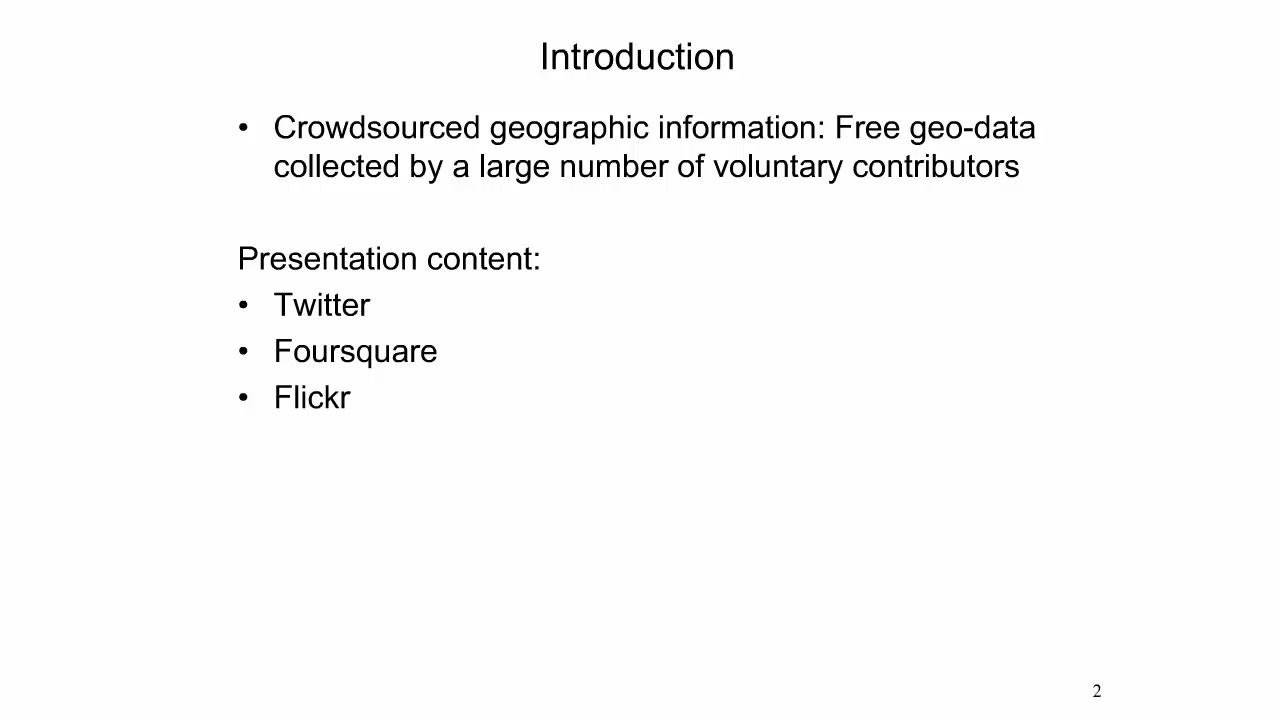 Introduction
• Crowdsourced geographic information: Free geo-data
collected by a large number of voluntary contributors
Presentation content:
• Twitter
• Foursquare
• Flickr
2